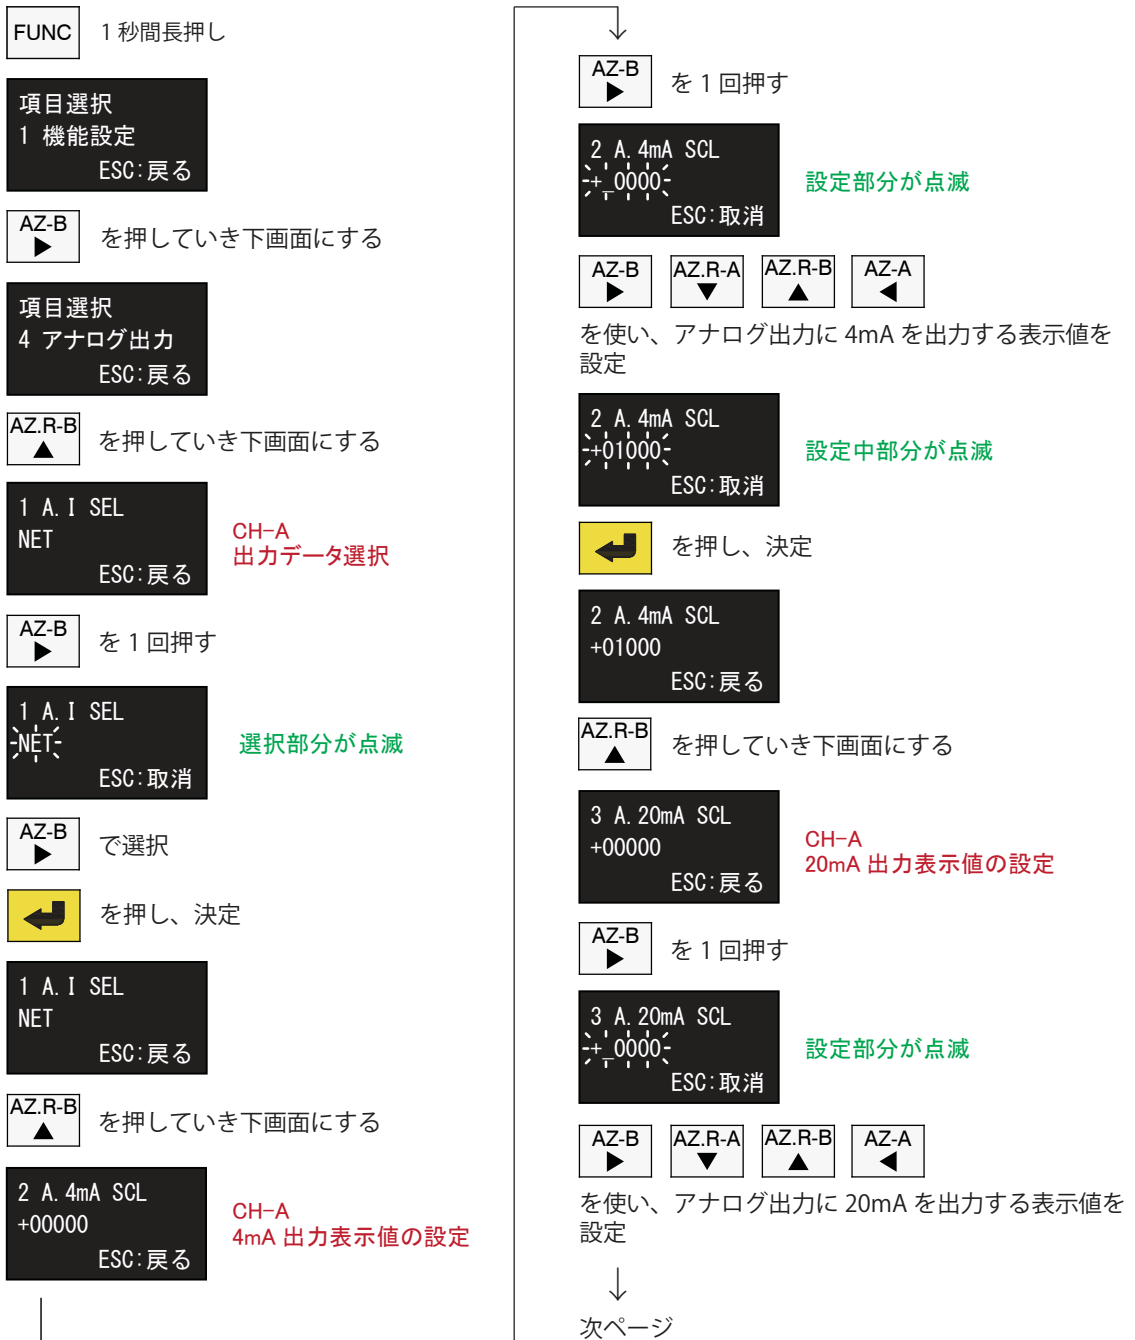 FUNC 1 秒間長押し
項目選択
1 機能設定
ESC:戻る
AZ-B
▶ を押していき下画面にする
項目選択
4 アナログ出力
ESC:戻る
AZ.R-B
▲ を押していき下画面にする
1 A.I SEL
NET
ESC:戻る
CH-A
出力データ選択
AZ-B
▶ を 1 回押す
1 A.I SEL
NET
ESC:取消
選択部分が点滅
AZ-B
▶ で選択
を押し、決定
1 A.I SEL
NET
ESC:戻る
AZ.R-B
▲ を押していき下画面にする
2 A.4mA SCL
+00000
ESC:戻る
CH-A
4mA 出力表示値の設定
AZ-B
▶ を 1 回押す
2 A.4mA SCL
+_0000
ESC:取消
設定部分が点滅
AZ-B AZ.R-A AZ.R-B AZ-A
▶ ▼ ▲ ◀
を使い、アナログ出力に 4mA を出力する表示値を
設定
2 A.4mA SCL
+01000
ESC:取消
設定中部分が点滅
を押し、決定
2 A.4mA SCL
+01000
ESC:戻る
AZ.R-B
▲ を押していき下画面にする
3 A.20mA SCL
+00000
ESC:戻る
CH-A
20mA 出力表示値の設定
AZ-B
▶ を 1 回押す
3 A.20mA SCL
+_0000
ESC:取消
設定部分が点滅
AZ-B AZ.R-A AZ.R-B AZ-A
▶ ▼ ▲ ◀
を使い、アナログ出力に 20mA を出力する表示値を
設定
次ページ